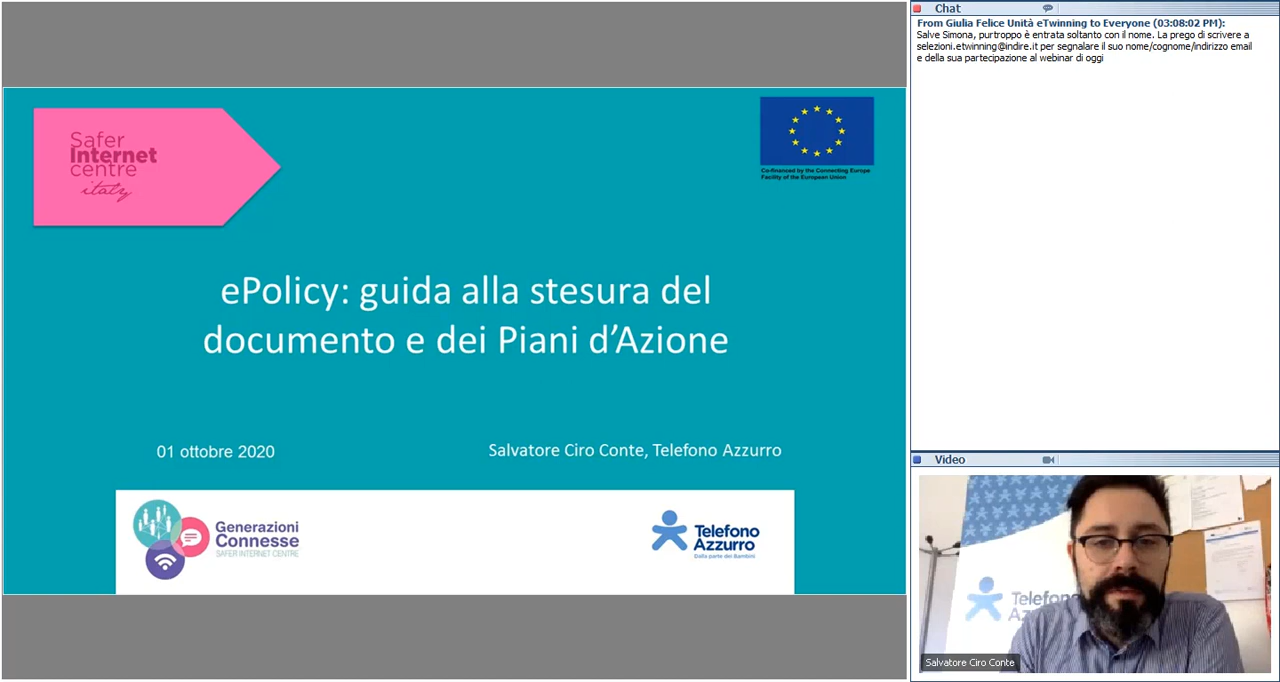 Safer
Internet
centre
italy
Co-financed by the Connecting Europe
Facility of the European Union
ePolicy: guida alla stesura del
documento e dei Piani d’Azione
01 ottobre 2020
Salvatore Ciro Conte, Telefono Azzurro
Generazioni
Connesse
SAFER INTERNET CENTRE
Telefono
Azzurro
Dalla parte dei Bambini
Chat
From Giulia Felice Unità eTwinning to Everyone (03:08:02 PM):
Salve Simona, purtroppo è entrata soltanto con il nome. La prego di scrivere a
selezioni.etwinning@indire.it per segnalare il suo nome/cognome/indirizzo email
e della sua partecipazione al webinar di oggi
Video
Telefono
Az
Salvatore Ciro Conte